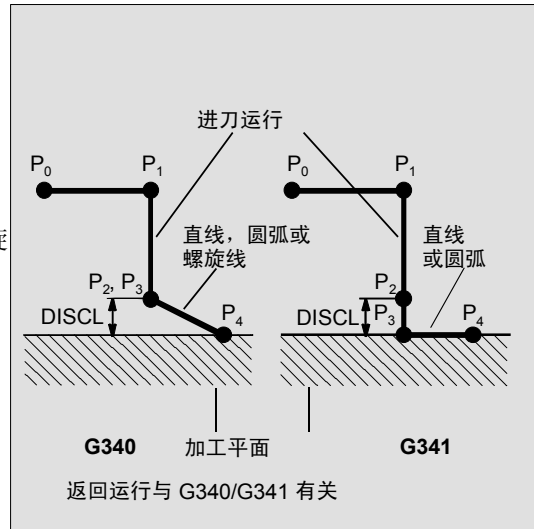 进刀运行
P0 P1 P0 P1
旋
直线，圆弧或
螺旋线
直线
或圆弧
P2, P3 P4 P2
DISCL DISCL P3 P4
G340 加工平面 G341
返回运行与 G340/G341 有关